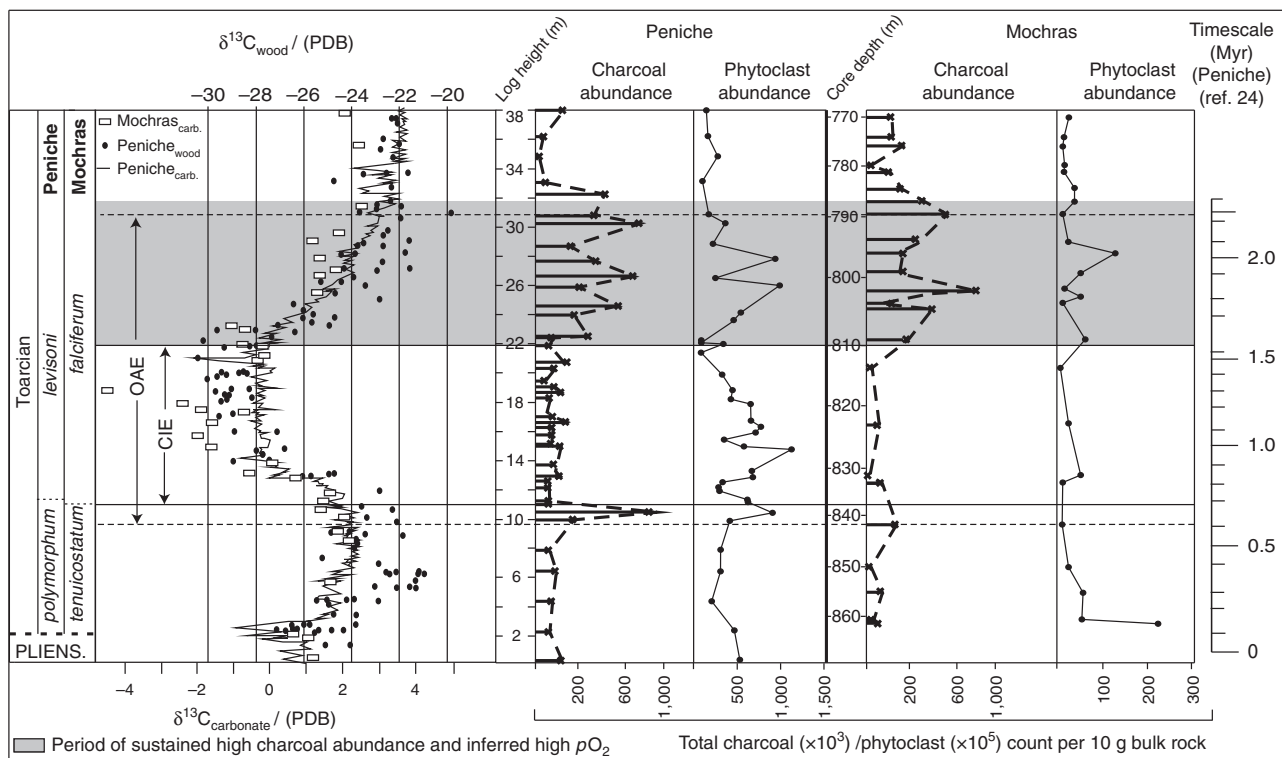 δ13Cwood / (PDB)
−30 −28 −26 −24 −22 −20
Mochrascarb.
Penichewood
Penichecarb.
Peniche
Mochras
Toarcian
levisoni
falciferum
polymorphum
tenuicostatum
PLIENS.
OAE
CIE
−4 −2 0 2 4 6
δ13Ccarbonate / (PDB)
Log height (m)
38
34
30
26
22
18
14
10
6
2
Peniche
Charcoal
abundance
Phytoclast
abundance
200 600 1,000
500 1,000 1,500
Core depth (m)
770
780
790
800
810
820
830
840
850
860
Mochras
Charcoal
abundance
Phytoclast
abundance
200 600 1,000
100 200 300
Timescale
(Myr)
(Peniche)
(ref. 24)
2.0
1.5
1.0
0.5
0
Period of sustained high charcoal abundance and inferred high pO2
Total charcoal (×103) /phytoclast (×105) count per 10 g bulk rock